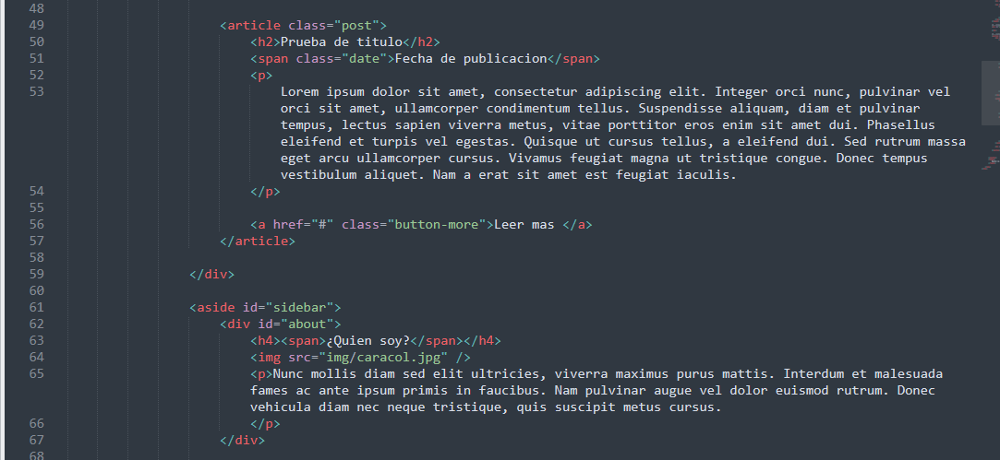 48
49 <article class="post">
50 <h2>Prueba de titulo</h2>
51 <span class="date">Fecha de publicacion</span>
52 <p>
53 Lorem ipsum dolor sit amet, consectetur adipiscing elit. Integer orci nunc, pulvinar vel
orci sit amet, ullamcorper condimentum tellus. Suspendisse aliquam, diam et pulvinar
tempus, lectus sapien viverra metus, vitae porttitor eros enim sit amet dui. Phasellus
eleifend et turpis vel egestas. Quisque ut cursus tellus, a eleifend dui. Sed rutrum massa
eget arcu ullamcorper cursus. Vivamus feugiat magna ut tristique congue. Donec tempus
vestibulum aliquet. Nam a erat sit amet est feugiat iaculis.
54 </p>
55
56 <a href="#" class="button-more">Leer mas </a>
57 </article>
58
59 </div>
60
61 <aside id="sidebar">
62 <div id="about">
63 <h4><span>¿Quien soy?</span></h4>
64 <img src="img/caracol.jpg" />
65 <p>Nunc mollis diam sed elit ultricies, viverra maximus purus mattis. Interdum et malesuada
fames ac ante ipsum primis in faucibus. Nam pulvinar augue vel dolor euismod rutrum. Donec
vehicula diam nec neque tristique, quis suscipit metus cursus.
66 </p>
67 </div>
68